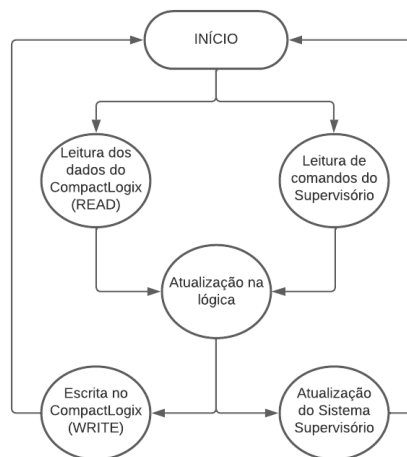 INÍCIO
Leitura dos
dados do
CompactLogix
(READ)
Leitura de
comandos do
Supervisório
Atualização na
lógica
Escrita no
CompactLogix
(WRITE)
Atualização
do Sistema
Supervisório